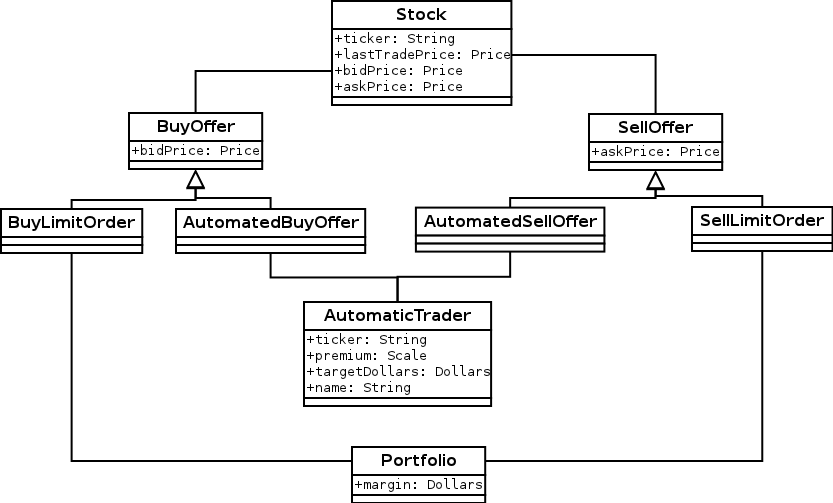 Stock
+ticker: String
+lastTradePrice: Price
+bidPrice: Price
+askPrice: Price
BuyOffer
+bidPrice: Price
SellOffer
+askPrice: Price
BuyLimitOrder
AutomatedBuyOffer
AutomatedSellOffer
SellLimitOrder
AutomaticTrader
+ticker: String
+premium: Scale
+targetDollars: Dollars
+name: String
Portfolio
+margin: Dollars